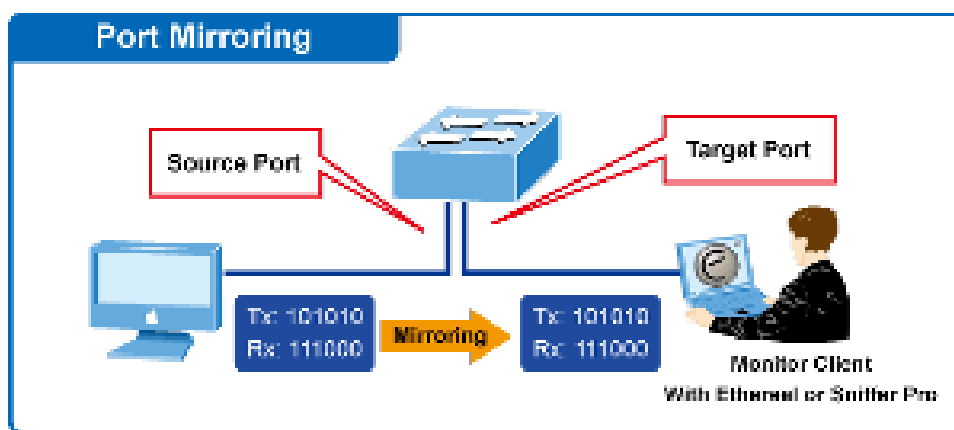 Port Mirroring
Source Port
Target Port
Tx: 101010
Rx: 111000
Mirroring
Tx: 101010
Rx: 111000
Monitor Client
With Ethereal or Sniffer Pro